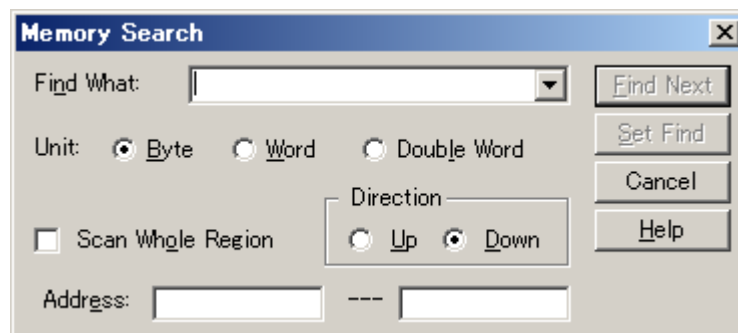 Memory Search
Find What:
Find Next
Unit: Byte Word Double Word
Set Find
Cancel
Direction
Scan Whole Region
Up Down
Help
Address: ---